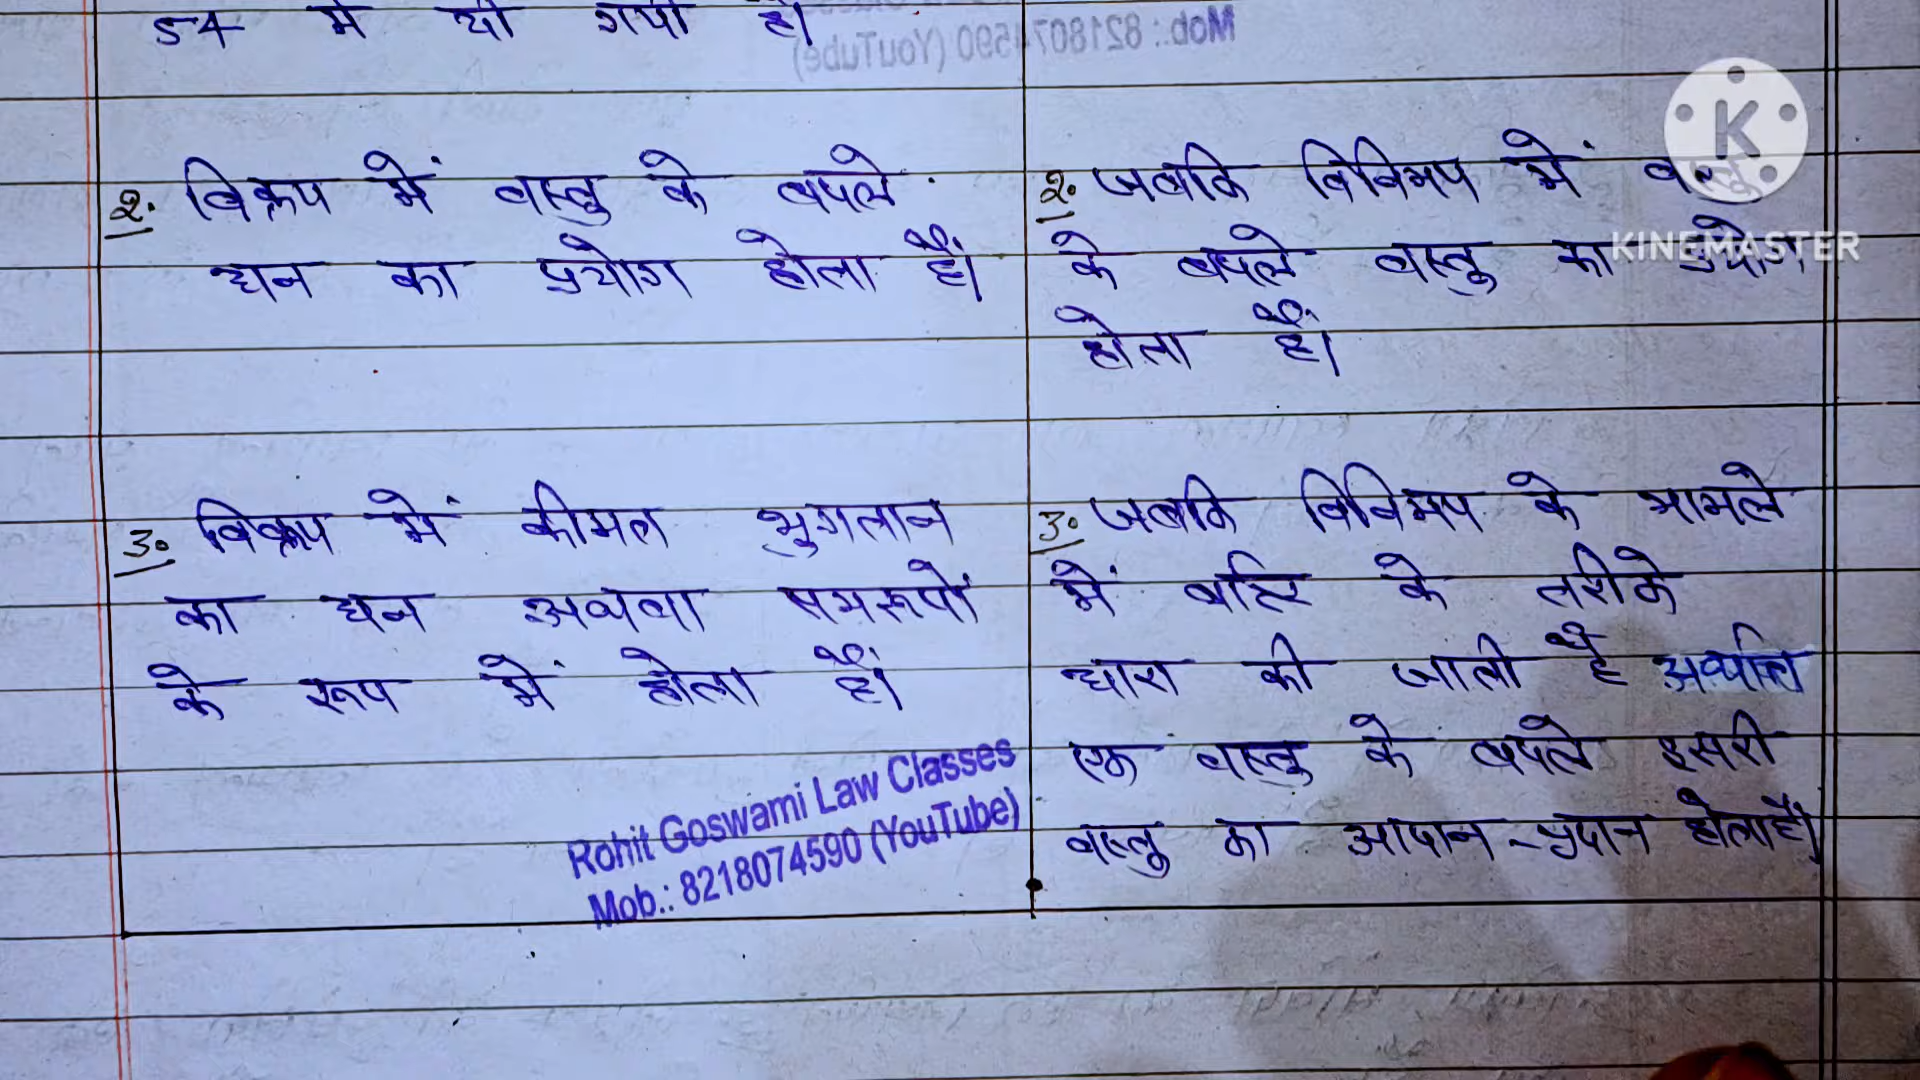 54 में दी गयी है।
Mob.: 8218074590 (YouTube)
2. विक्रय में वस्तु के बदले
धन का प्रयोग होता है।
3. विक्रय में कीमत भुगतान
का धन अथवा समरूपों
के रूप में होता है।
Rohit Goswami Law Classes
Mob.: 8218074590 (YouTube)
2. जबकि विनिमय में वस्तु
के बदले वस्तु का प्रयोग
होता है।
3. जबकि विनिमय के मामले
में बार्टर के तरीके
द्वारा की जाती है अर्थात
एक वस्तु के बदले दूसरी
वस्तु का आदान-प्रदान होता है।
K
KINEMASTER